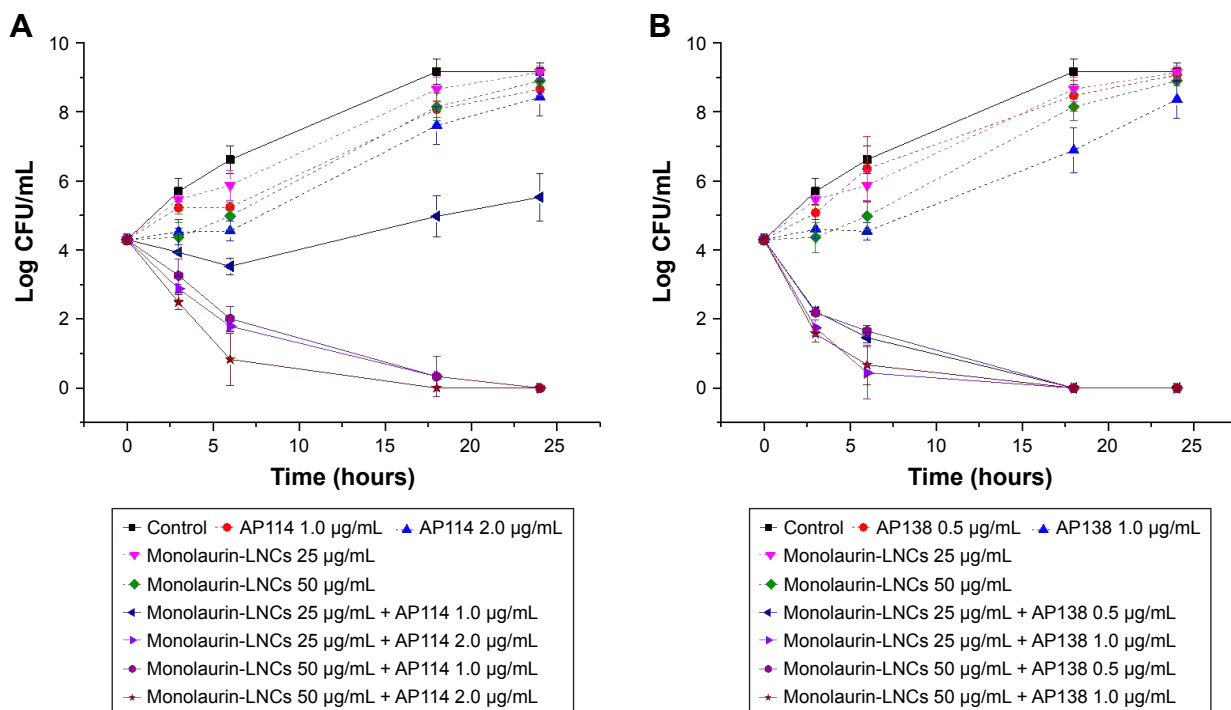 A
10
8
6
4
2
0
Log CFU/mL
0 5 10 15 20 25
Time (hours)
Control AP114 1.0 µg/mL AP114 2.0 µg/mL
Monolaurin-LNCs 25 µg/mL
Monolaurin-LNCs 50 µg/mL
Monolaurin-LNCs 25 µg/mL + AP114 1.0 µg/mL
Monolaurin-LNCs 25 µg/mL + AP114 2.0 µg/mL
Monolaurin-LNCs 50 µg/mL + AP114 1.0 µg/mL
Monolaurin-LNCs 50 µg/mL + AP114 2.0 µg/mL
B
10
8
6
4
2
0
Log CFU/mL
0 5 10 15 20 25
Time (hours)
Control AP138 0.5 µg/mL AP138 1.0 µg/mL
Monolaurin-LNCs 25 µg/mL
Monolaurin-LNCs 50 µg/mL
Monolaurin-LNCs 25 µg/mL + AP138 0.5 µg/mL
Monolaurin-LNCs 25 µg/mL + AP138 1.0 µg/mL
Monolaurin-LNCs 50 µg/mL + AP138 0.5 µg/mL
Monolaurin-LNCs 50 µg/mL + AP138 1.0 µg/mL